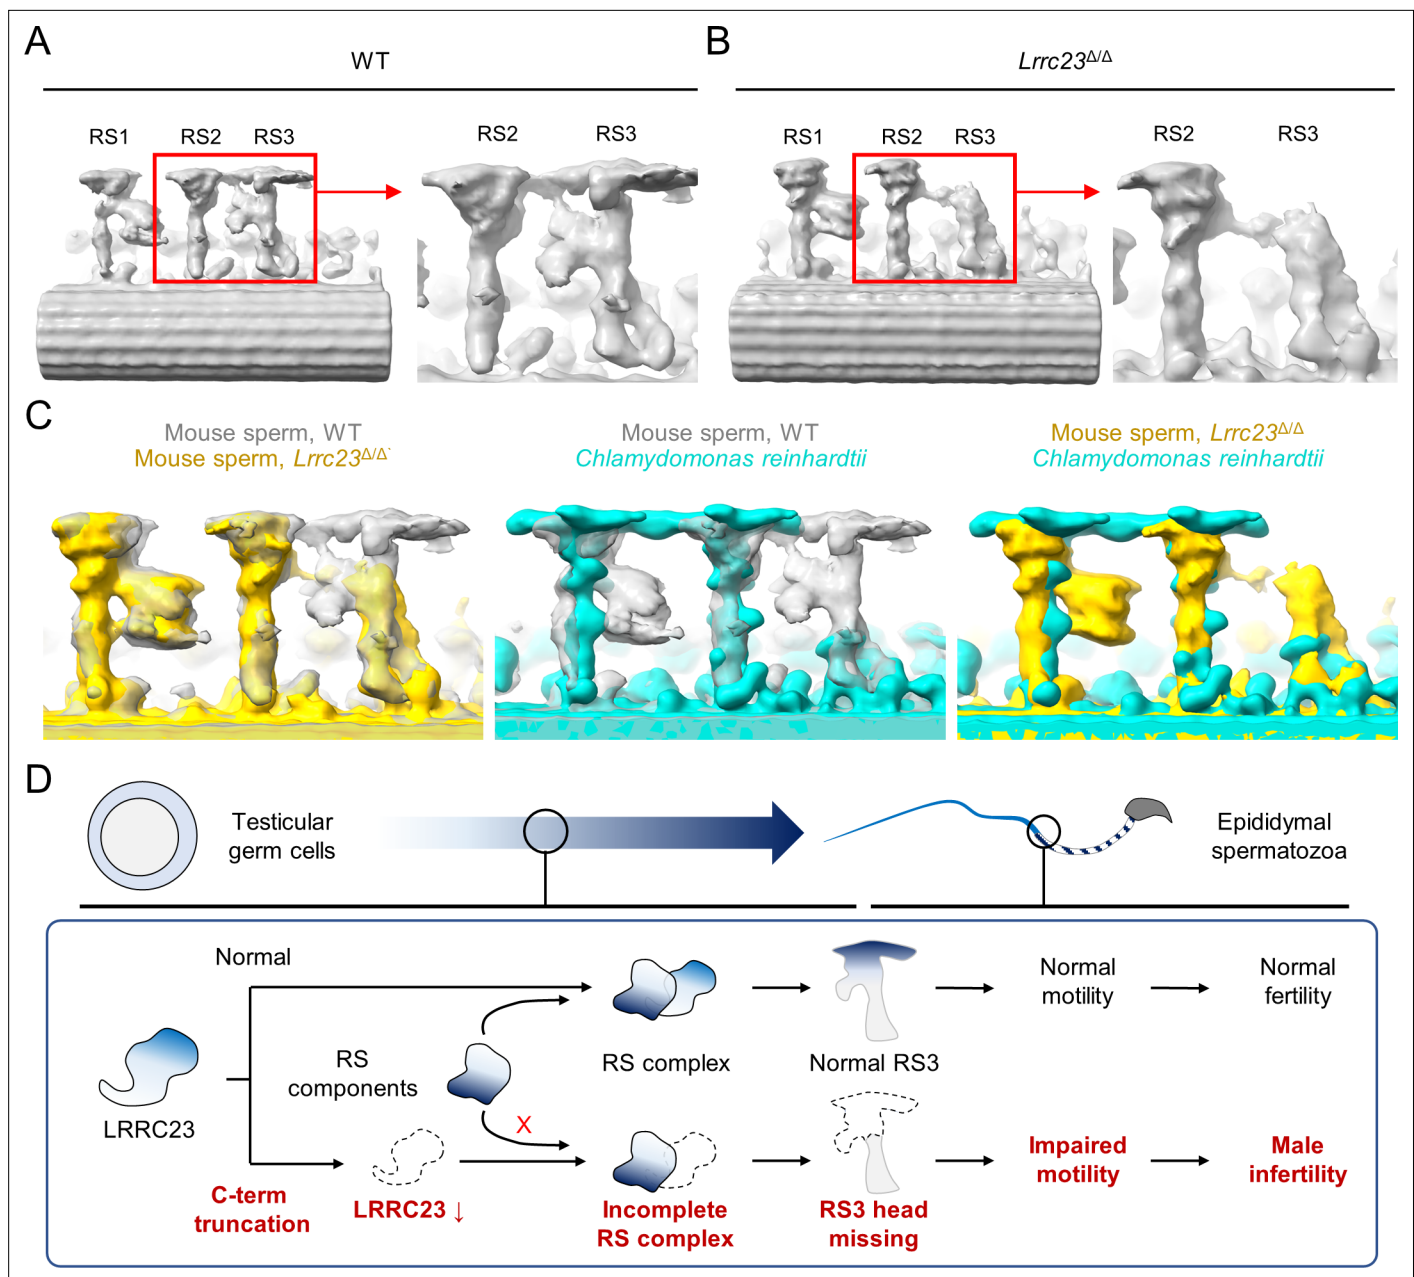 A
WT
RS1
RS2
RS3
RS2
RS3
B
Lrrc23Δ/Δ
RS1
RS2
RS3
RS2
RS3
C
Mouse sperm, WT
Mouse sperm, Lrrc23Δ/Δ
Mouse sperm, WT
Chlamydomonas reinhardtii
Mouse sperm, Lrrc23Δ/Δ
Chlamydomonas reinhardtii
D
Testicular
germ cells
Epididymal
spermatozoa
Normal
LRRC23
RS
components
RS complex
Normal RS3
Normal
motility
Normal
fertility
X
C-term
truncation
LRRC23 ↓
Incomplete
RS complex
RS3 head
missing
Impaired
motility
Male
infertility